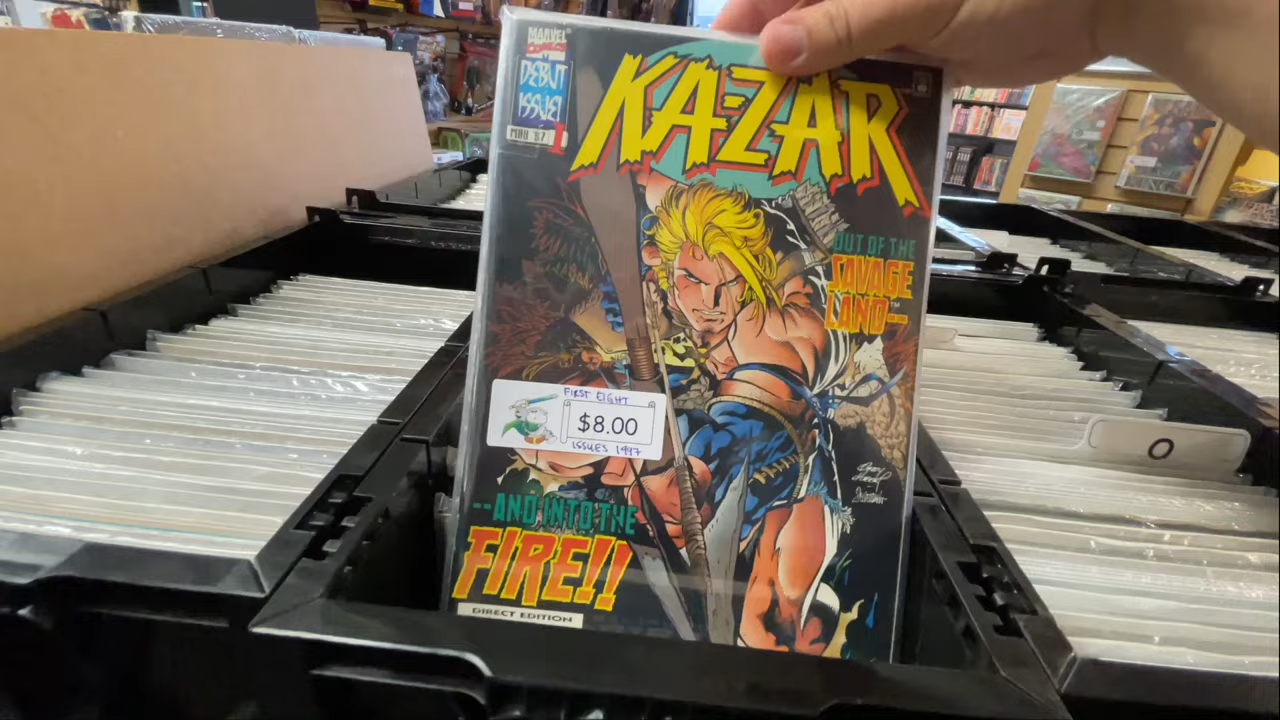 MARVEL
COMICS
DEBUT
ISSUE!
MAY '97
1
KA-ZAR
OUT OF THE
SAVAGE
LAND™
FIRST EIGHT
$8.00
ISSUES 1997
--AND INTO THE
FIRE!!
DIRECT EDITION
O